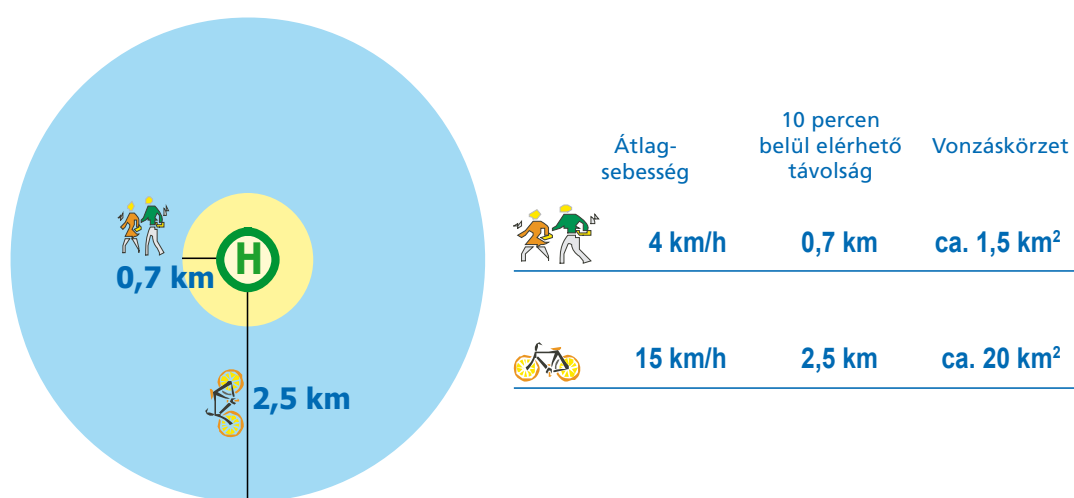 H
0,7 km
2,5 km
Átlag-
sebesség
10 percen
belül elérhető
távolság
Vonzáskörzet
4 km/h 0,7 km ca. 1,5 km²
15 km/h 2,5 km ca. 20 km²